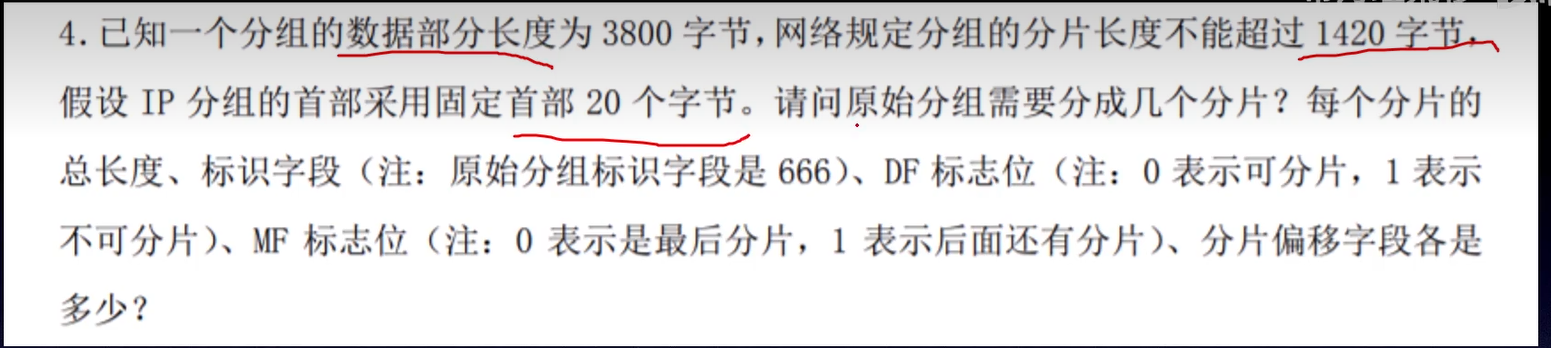 4.已知一个分组的数据部分长度为 3800 字节,网络规定分组的分片长度不能超过 1420 字节,
假设 IP 分组的首部采用固定首部 20 个字节。请问原始分组需要分成几个分片?每个分片的
总长度、标识字段(注:原始分组标识字段是 666)、DF 标志位(注:0 表示可分片,1 表示
不可分片)、MF 标志位(注:0 表示是最后分片,1 表示后面还有分片)、分片偏移字段各是
多少?